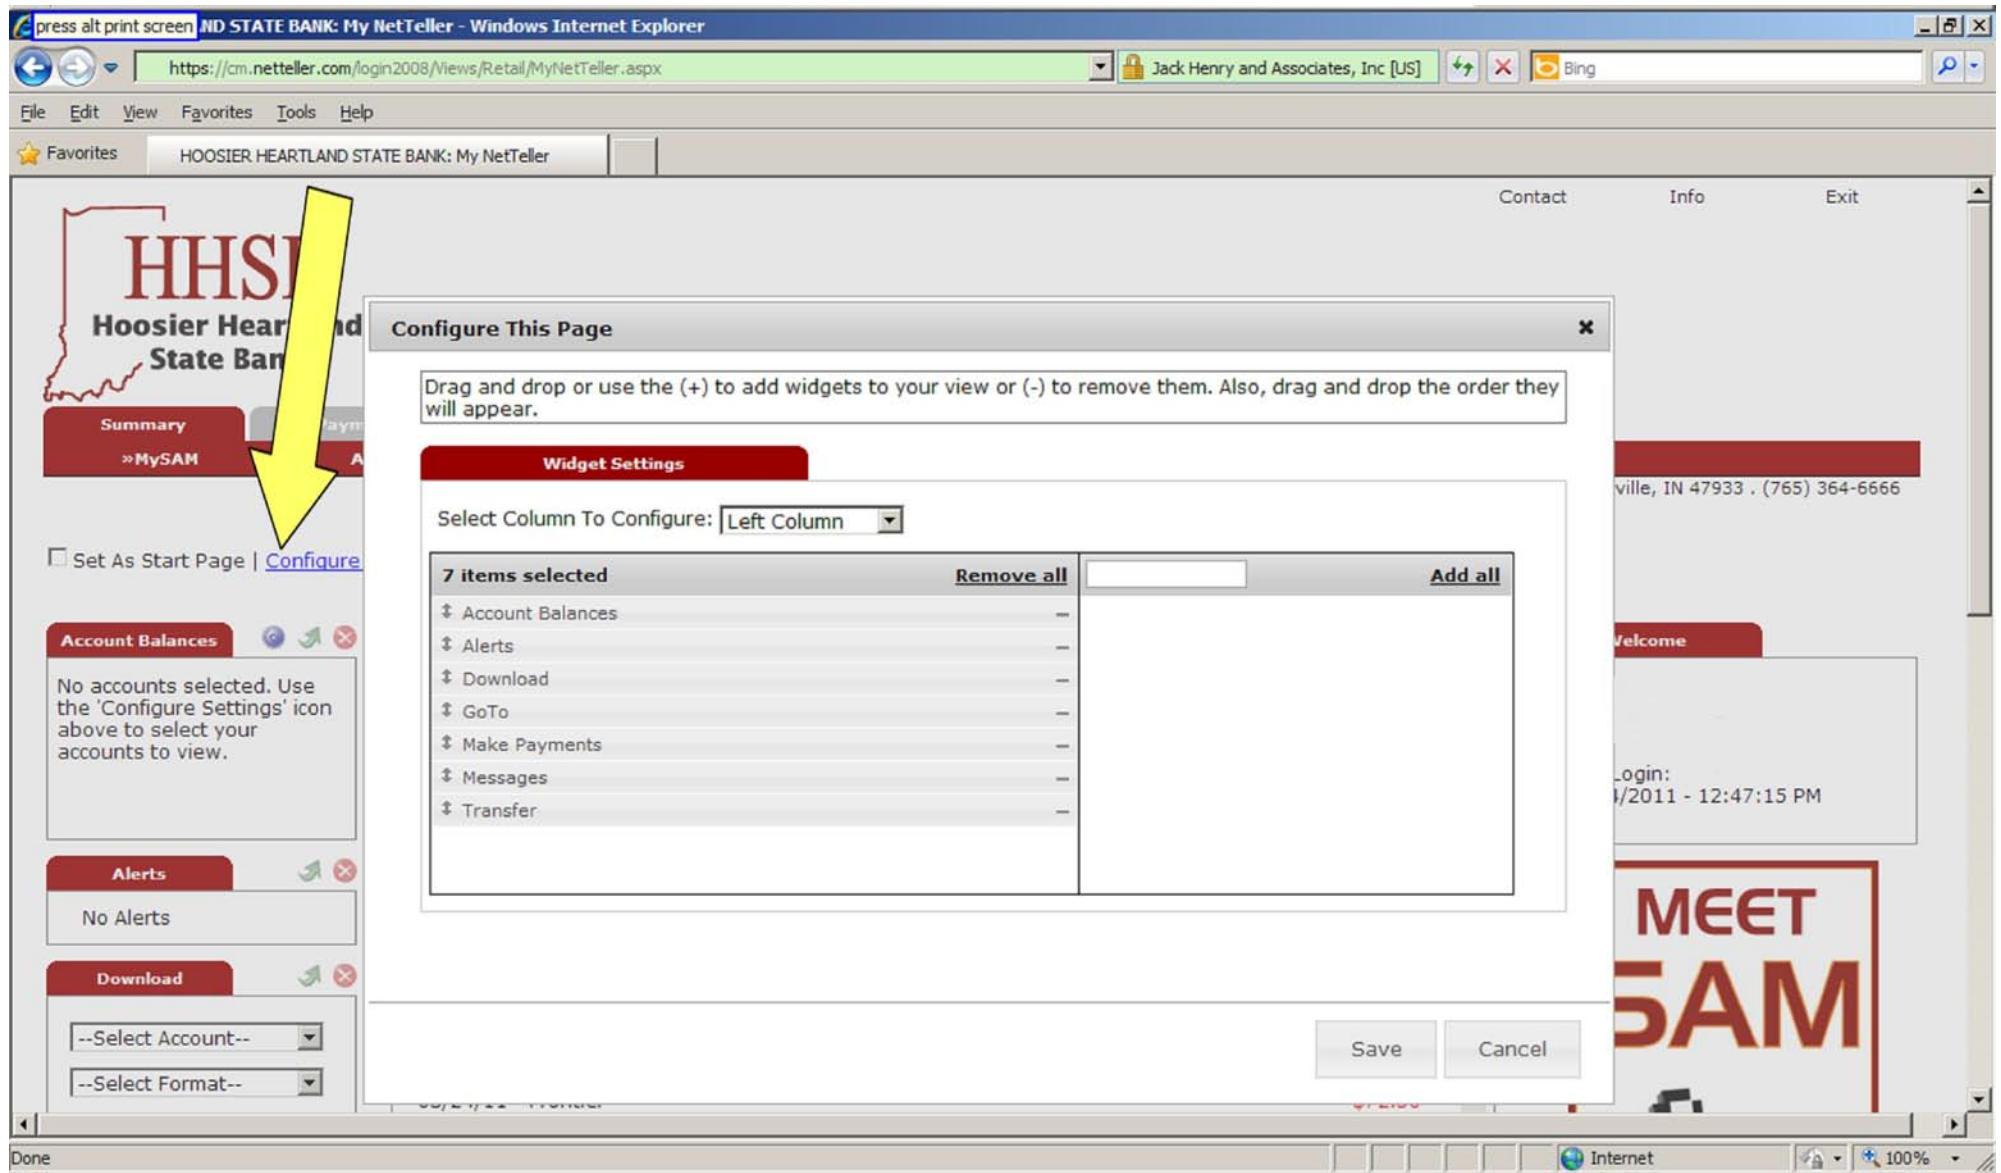 press alt print screen
ND STATE BANK: My NetTeller - Windows Internet Explorer
https://cm.netteller.com/login2008/Views/Retail/MyNetTeller.aspx
Jack Henry and Associates, Inc [US]
Bing
File Edit View Favorites Tools Help
Favorites
HOOSIER HEARTLAND STATE BANK: My NetTeller
Contact Info Exit
HHS
Hoosier Hear nd
State Ban
Configure This Page
Drag and drop or use the (+) to add widgets to your view or (-) to remove them. Also, drag and drop the order they
will appear.
Summary
»MySAM
A
Widget Settings
ville, IN 47933 . (765) 364-6666
Select Column To Configure: Left Column
Set As Start Page | Configure
7 items selected Remove all Add all
Account Balances
Alerts
Download
GoTo
Make Payments
Messages
Transfer
Account Balances
No accounts selected. Use
the 'Configure Settings' icon
above to select your
accounts to view.
Alerts
No Alerts
Download
--Select Account--
--Select Format--
Welcome
Login:
/2011 - 12:47:15 PM
MEET
SAM
Save Cancel
Done
Internet
100%